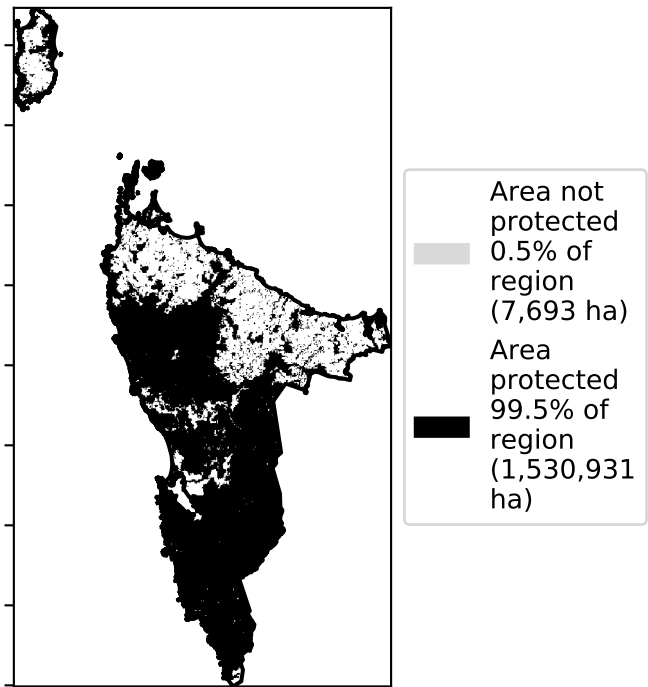 Area not
protected
0.5% of
region
(7,693 ha)
Area
protected
99.5% of
region
(1,530,931
ha)